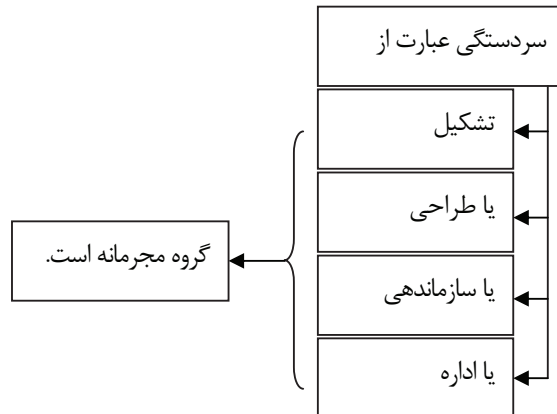 سردستگی عبارت از
تشکیل
یا طراحی
یا سازماندهی
یا اداره
گروه مجرمانه است.